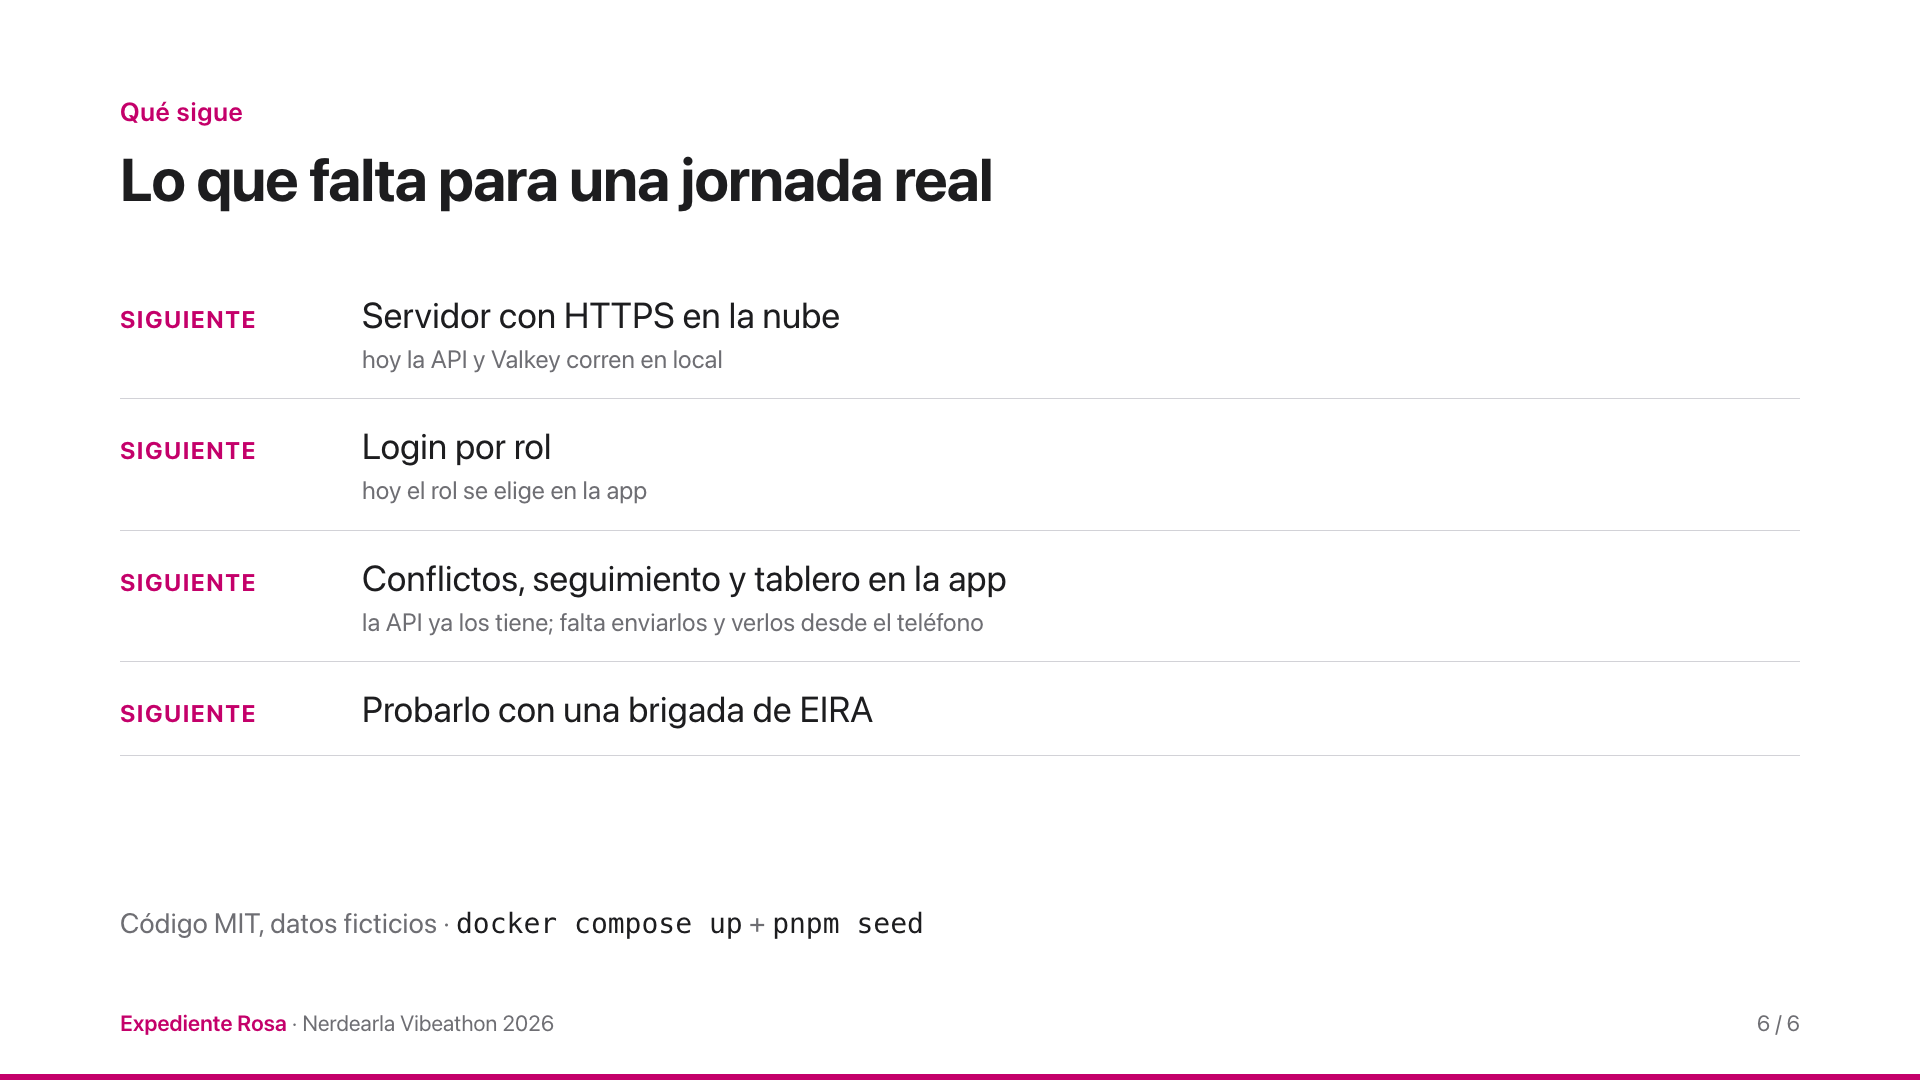 Qué sigue
Lo que falta para una jornada real
SIGUIENTE
Servidor con HTTPS en la nube
hoy la API y Valkey corren en local
SIGUIENTE
Login por rol
hoy el rol se elige en la app
SIGUIENTE
Conflictos, seguimiento y tablero en la app
la API ya los tiene; falta enviarlos y verlos desde el teléfono
SIGUIENTE
Probarlo con una brigada de EIRA
Código MIT, datos ficticios · docker compose up + pnpm seed
Expediente Rosa · Nerdearla Vibeathon 2026
6 / 6